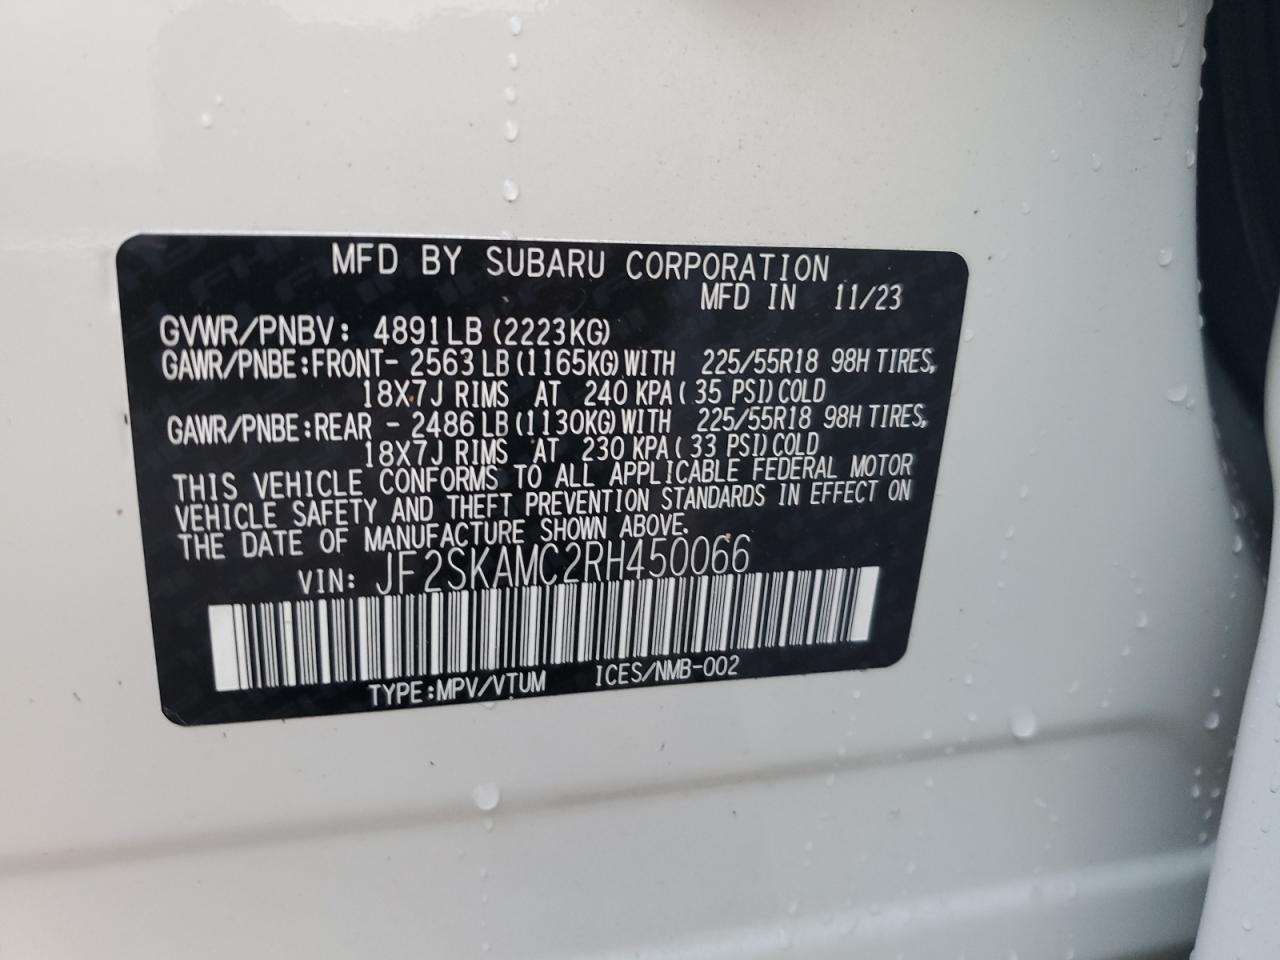 MFD BY SUBARU CORPORATION
MFD IN 11/23
GVWR/PNBV: 4891LB (2223KG)
GAWR/PNBE:FRONT- 2563LB (1165KG) WITH 225/55R18 98H TIRES,
18X7J RIMS AT 240 KPA ( 35 PSI) COLD
GAWR/PNBE:REAR - 2486LB (1130KG) WITH 225/55R18 98H TIRES,
18X7J RIMS AT 230 KPA ( 33 PSI) COLD
THIS VEHICLE CONFORMS TO ALL APPLICABLE FEDERAL MOTOR
VEHICLE SAFETY AND THEFT PREVENTION STANDARDS IN EFFECT ON
THE DATE OF MANUFACTURE SHOWN ABOVE.
VIN: JF2SKAMC2RH450066
TYPE:MPV/VTUM ICES/NMB-002